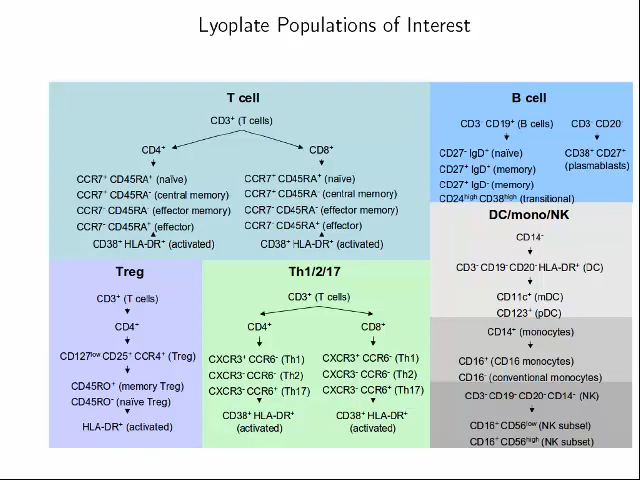 Lyoplate Populations of Interest
T cell
CD3⁺ (T cells)
CD4⁺
CD8⁺
CCR7⁺ CD45RA⁺ (naïve)
CCR7⁺ CD45RA⁻ (central memory)
CCR7⁻ CD45RA⁻ (effector memory)
CCR7⁻ CD45RA⁺ (effector)
CD38⁺ HLA-DR⁺ (activated)
CCR7⁺ CD45RA⁺ (naïve)
CCR7⁺ CD45RA⁻ (central memory)
CCR7⁻ CD45RA⁻ (effector memory)
CCR7⁻ CD45RA⁺ (effector)
CD38⁺ HLA-DR⁺ (activated)
B cell
CD3⁻ CD19⁺ (B cells)
CD27⁻ IgD⁺ (naïve)
CD27⁺ IgD⁺ (memory)
CD27⁺ IgD⁻ (memory)
CD24ʰⁱᵍʰ CD38ʰⁱᵍʰ (transitional)
CD3⁻ CD20⁻
CD38⁺ CD27⁺
(plasmablasts)
Treg
CD3⁺ (T cells)
CD4⁺
CD127ˡᵒʷ CD25⁺ CCR4⁺ (Treg)
CD45RO⁺ (memory Treg)
CD45RO⁻ (naïve Treg)
HLA-DR⁺ (activated)
Th1/2/17
CD3⁺ (T cells)
CD4⁺
CD8⁺
CXCR3⁺ CCR6⁻ (Th1)
CXCR3⁻ CCR6⁻ (Th2)
CXCR3⁻ CCR6⁺ (Th17)
CD38⁺ HLA-DR⁺
(activated)
CXCR3⁺ CCR6⁻ (Th1)
CXCR3⁻ CCR6⁻ (Th2)
CXCR3⁻ CCR6⁺ (Th17)
CD38⁺ HLA-DR⁺
(activated)
DC/mono/NK
CD14⁻
CD3⁻ CD19⁻ CD20⁻ HLA-DR⁺ (DC)
CD11c⁺ (mDC)
CD123⁺ (pDC)
CD14⁺ (monocytes)
CD16⁺ (CD16 monocytes)
CD16⁻ (conventional monocytes)
CD3⁻ CD19⁻ CD20⁻ CD14⁻ (NK)
CD16⁺ CD56ˡᵒʷ (NK subset)
CD16⁺ CD56ʰⁱᵍʰ (NK subset)